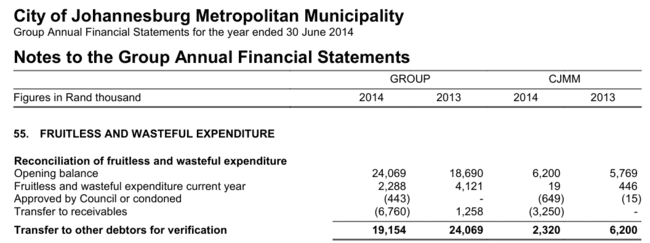 City of Johannesburg Metropolitan Municipality
Group Annual Financial Statements for the year ended 30 June 2014
Notes to the Group Annual Financial Statements
GROUP CJMM
Figures in Rand thousand 2014 2013 2014 2013
55. FRUITLESS AND WASTEFUL EXPENDITURE
Reconciliation of fruitless and wasteful expenditure
Opening balance 24,069 18,690 6,200 5,769
Fruitless and wasteful expenditure current year 2,288 4,121 19 446
Approved by Council or condoned (443) - (649) (15)
Transfer to receivables (6,760) 1,258 (3,250) -
Transfer to other debtors for verification 19,154 24,069 2,320 6,200